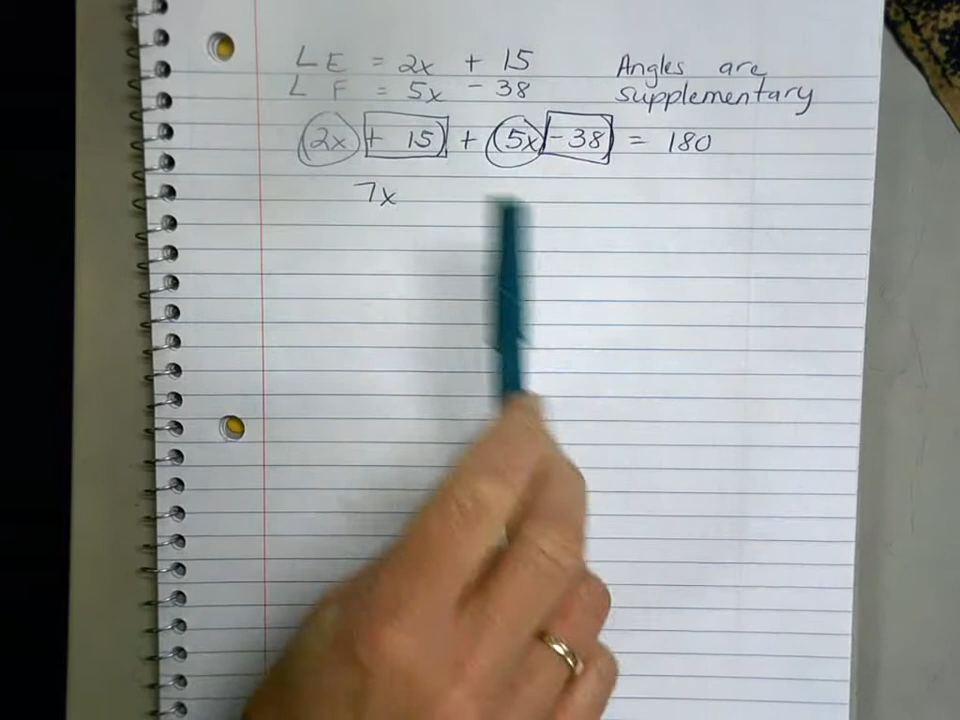 ∠E = 2x + 15 Angles are
∠F = 5x - 38 supplementary
(2x + 15) + (5x - 38) = 180
7x